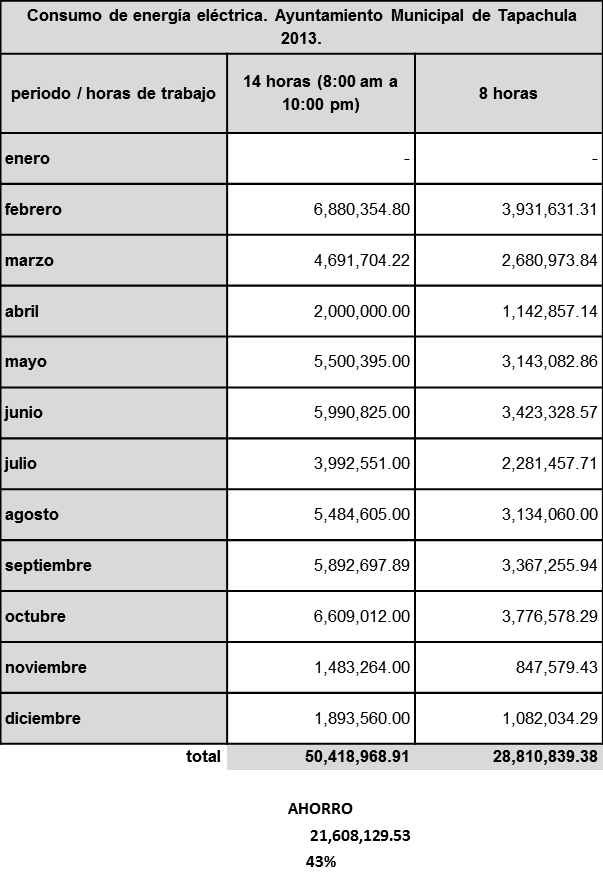 Consumo de energía eléctrica. Ayuntamiento Municipal de Tapachula
2013.
periodo / horas de trabajo 14 horas (8:00 am a
10:00 pm) 8 horas
enero - -
febrero 6,880,354.80 3,931,631.31
marzo 4,691,704.22 2,680,973.84
abril 2,000,000.00 1,142,857.14
mayo 5,500,395.00 3,143,082.86
junio 5,990,825.00 3,423,328.57
julio 3,992,551.00 2,281,457.71
agosto 5,484,605.00 3,134,060.00
septiembre 5,892,697.89 3,367,255.94
octubre 6,609,012.00 3,776,578.29
noviembre 1,483,264.00 847,579.43
diciembre 1,893,560.00 1,082,034.29
total 50,418,968.91 28,810,839.38
AHORRO
21,608,129.53
43%